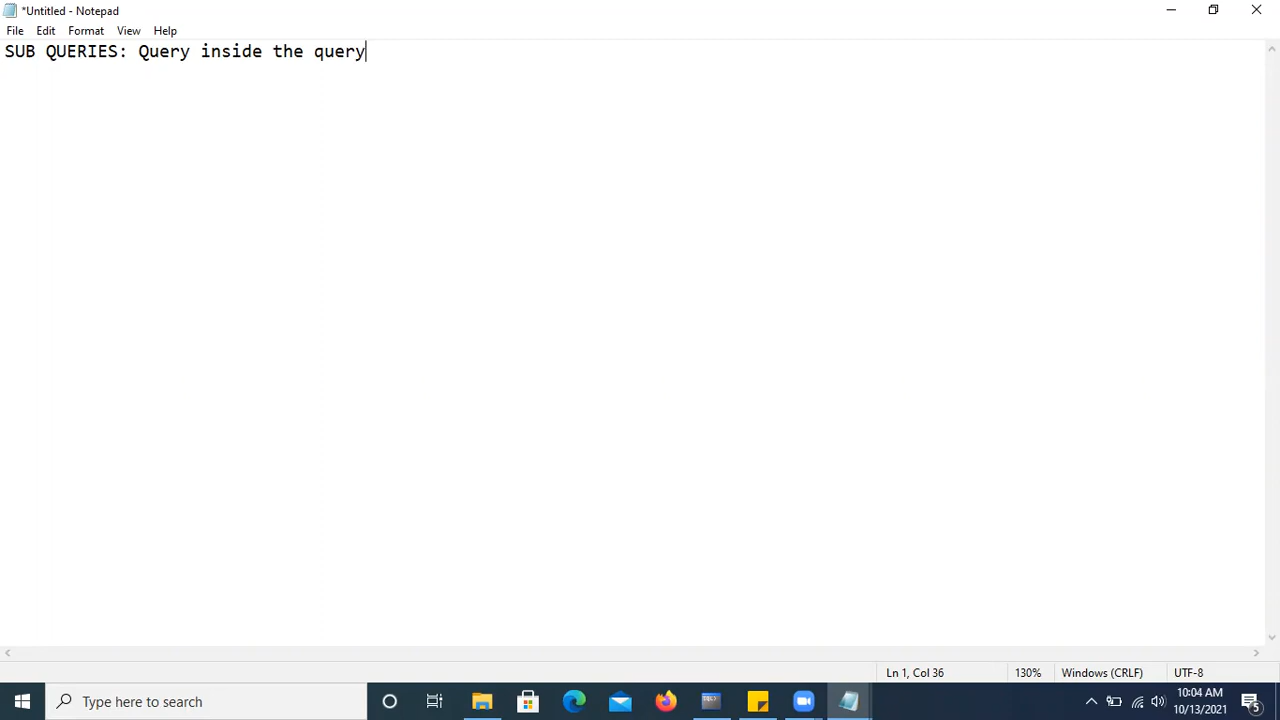 *Untitled - Notepad
File Edit Format View Help
SUB QUERIES: Query inside the query
Ln 1, Col 36 130% Windows (CRLF) UTF-8
Type here to search
10:04 AM
10/13/2021
5